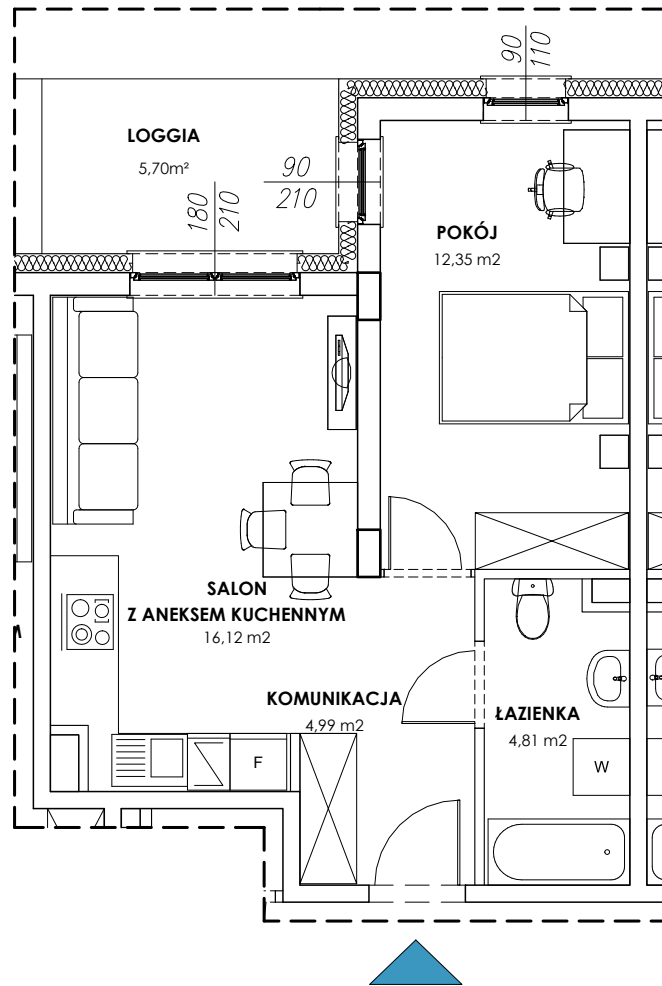 90
110
LOGGIA
5,70m²
90
210
180
210
POKÓJ
12,35 m2
SALON
Z ANEKSEM KUCHENNYM
16,12 m2
KOMUNIKACJA
4,99 m2
ŁAZIENKA
4,81 m2
F
W